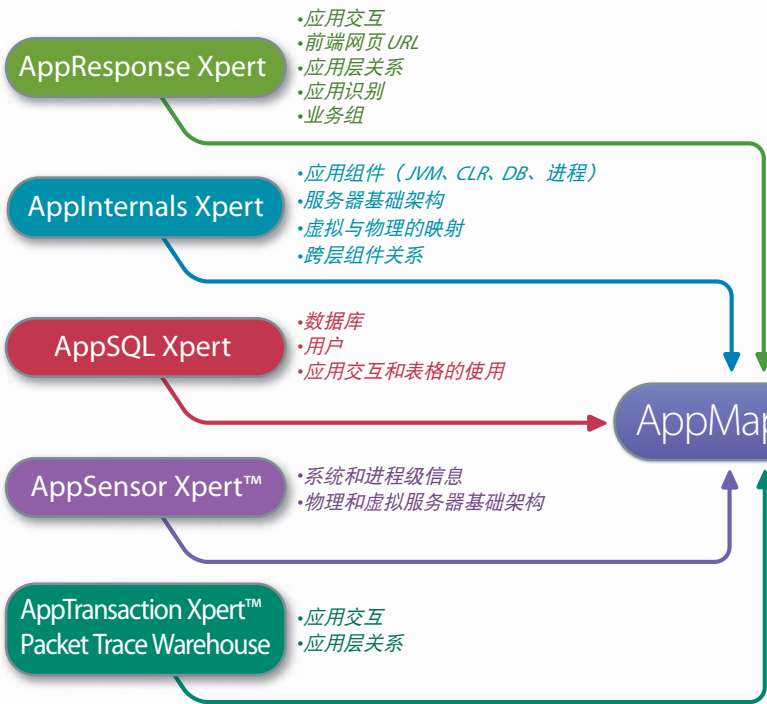 AppResponse Xpert
•应用交互
•前端网页 URL
•应用层关系
•应用识别
•业务组
AppInternals Xpert
•应用组件（JVM、CLR、DB、进程）
•服务器基础架构
•虚拟与物理的映射
•跨层组件关系
AppSQL Xpert
•数据库
•用户
•应用交互和表格的使用
AppMap
AppSensor Xpert™
•系统和进程级信息
•物理和虚拟服务器基础架构
AppTransaction Xpert™
Packet Trace Warehouse
•应用交互
•应用层关系